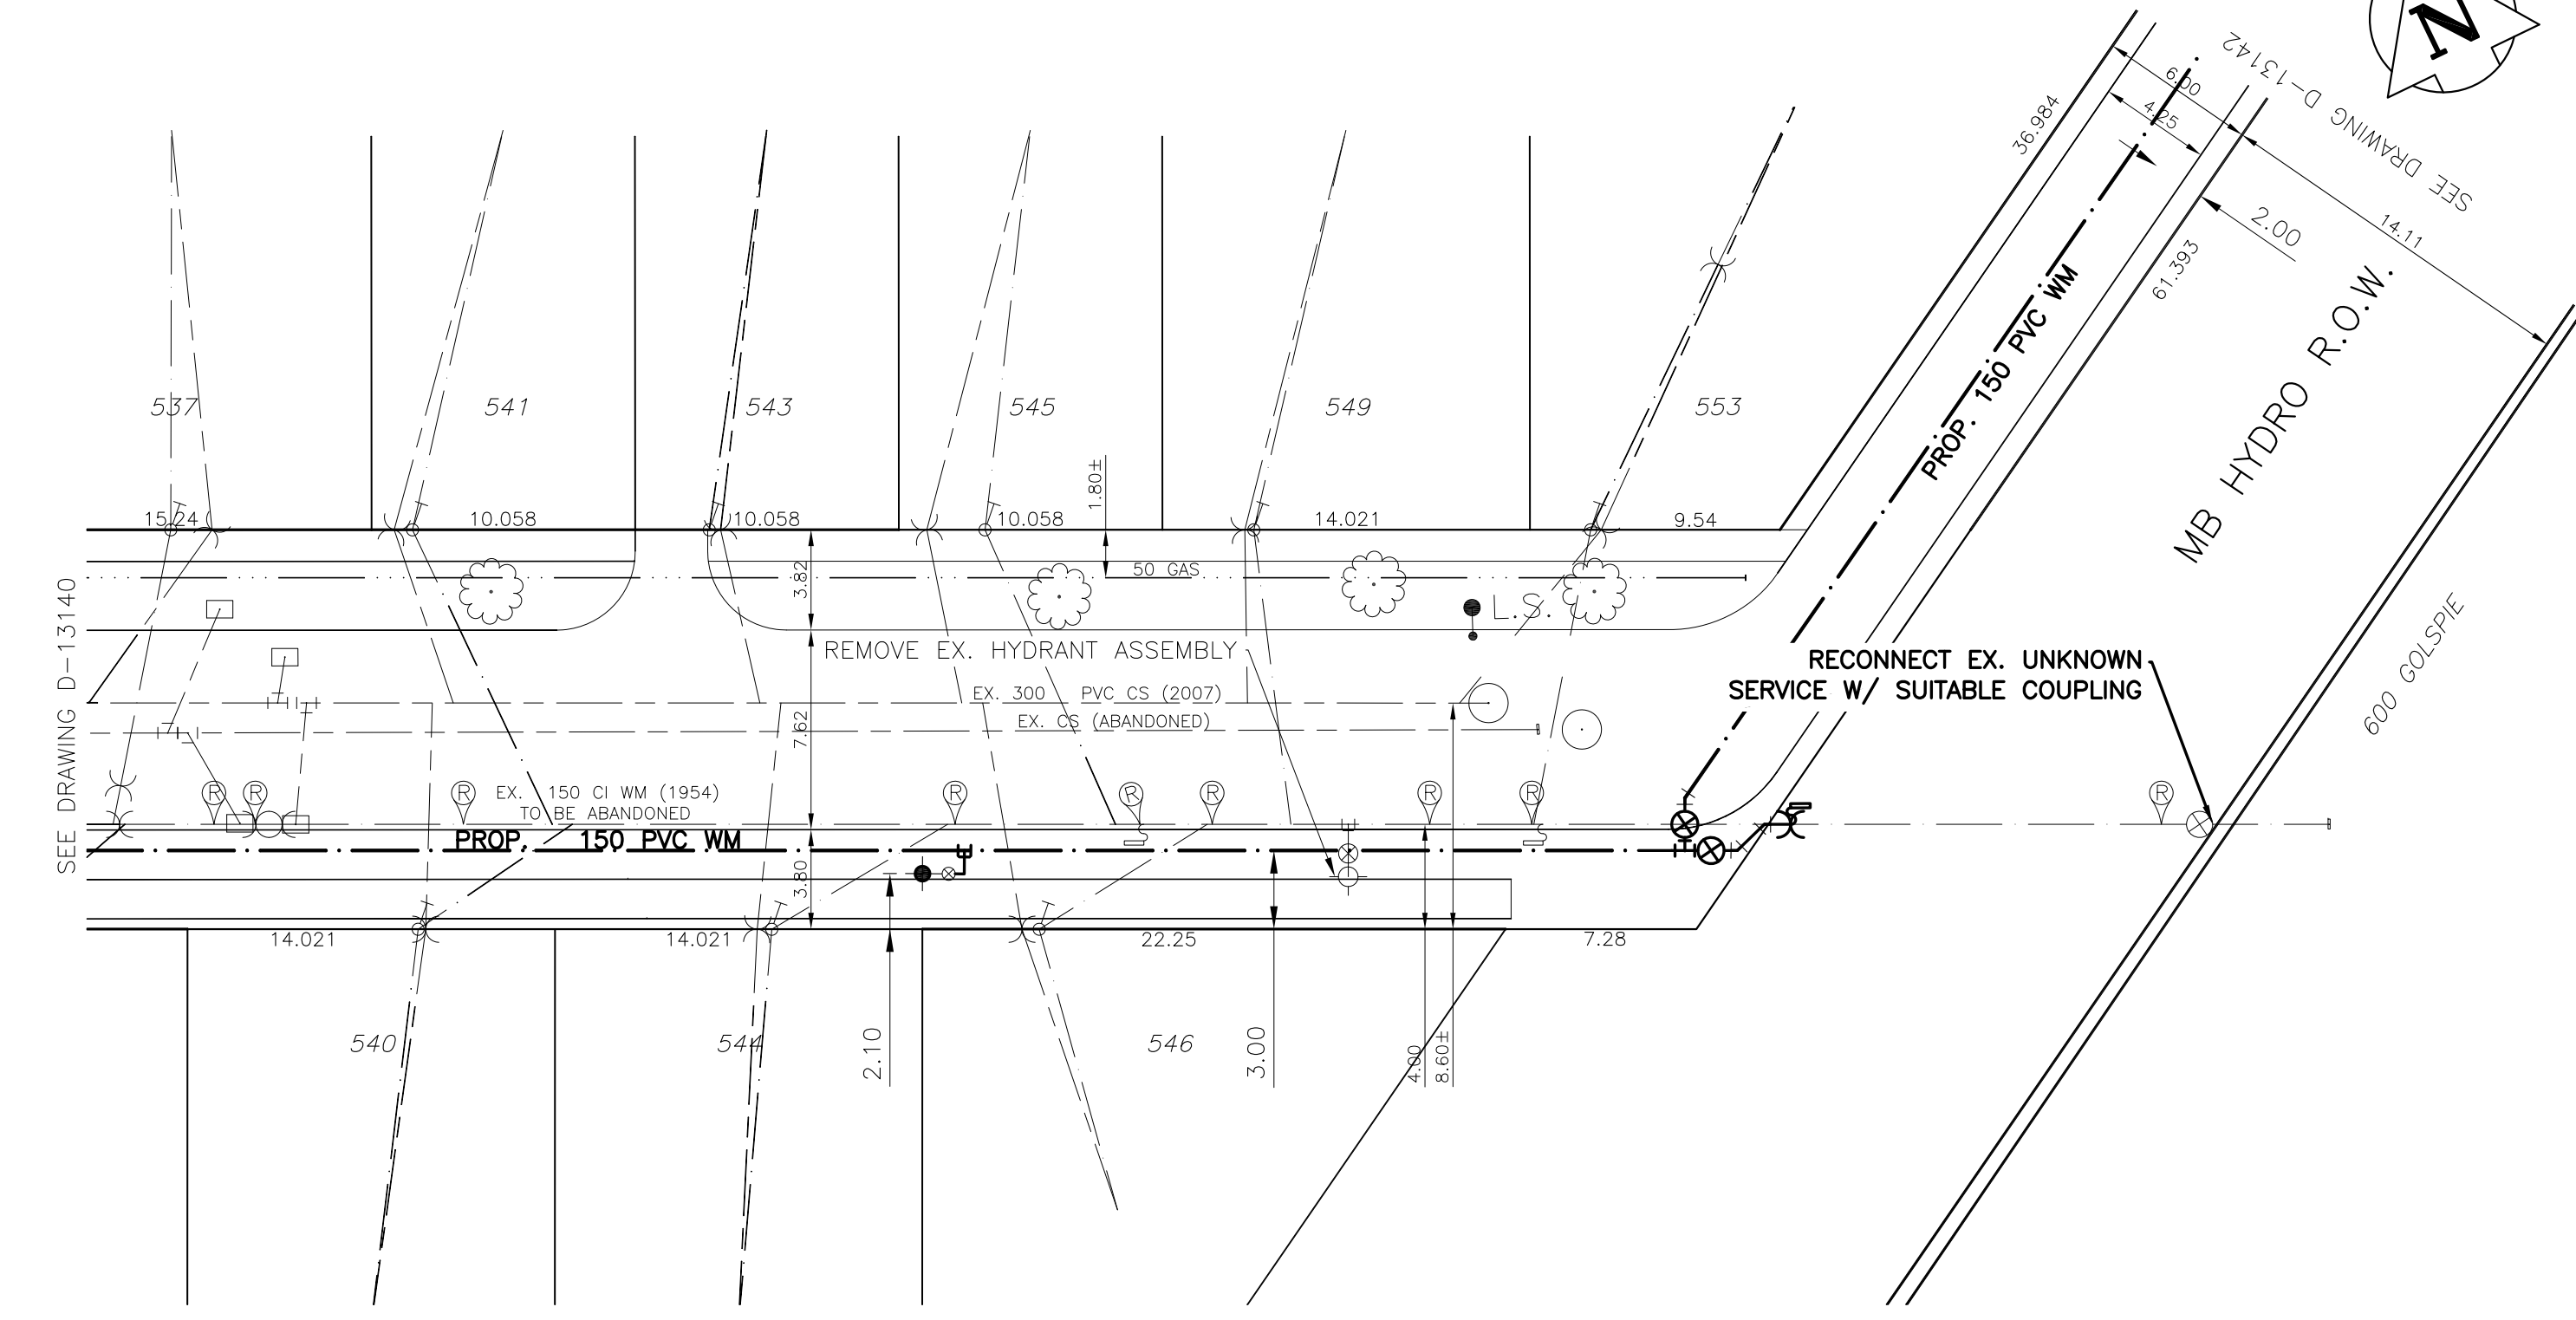 N
SEE DRAWING D-13142
6.00
4.25
36.984
14.11
2.00
61.393
PROP. 150 PVC WM
MB HYDRO R.O.W.
600 GOLSPIE
537
541
543
545
549
553
15.24
10.058
10.058
10.058
14.021
9.54
1.80±
3.82
50 GAS
L.S.
SEE DRAWING D-13140
REMOVE EX. HYDRANT ASSEMBLY
RECONNECT EX. UNKNOWN
SERVICE W/ SUITABLE COUPLING
EX. 300 PVC CS (2007)
EX. CS (ABANDONED)
7.62
R
R
R
R
R
R
R
R
R
EX. 150 CI WM (1954)
TO BE ABANDONED
PROP. 150 PVC WM
3.80
14.021
14.021
22.25
7.28
540
544
546
2.10
3.00
4.00
8.60±